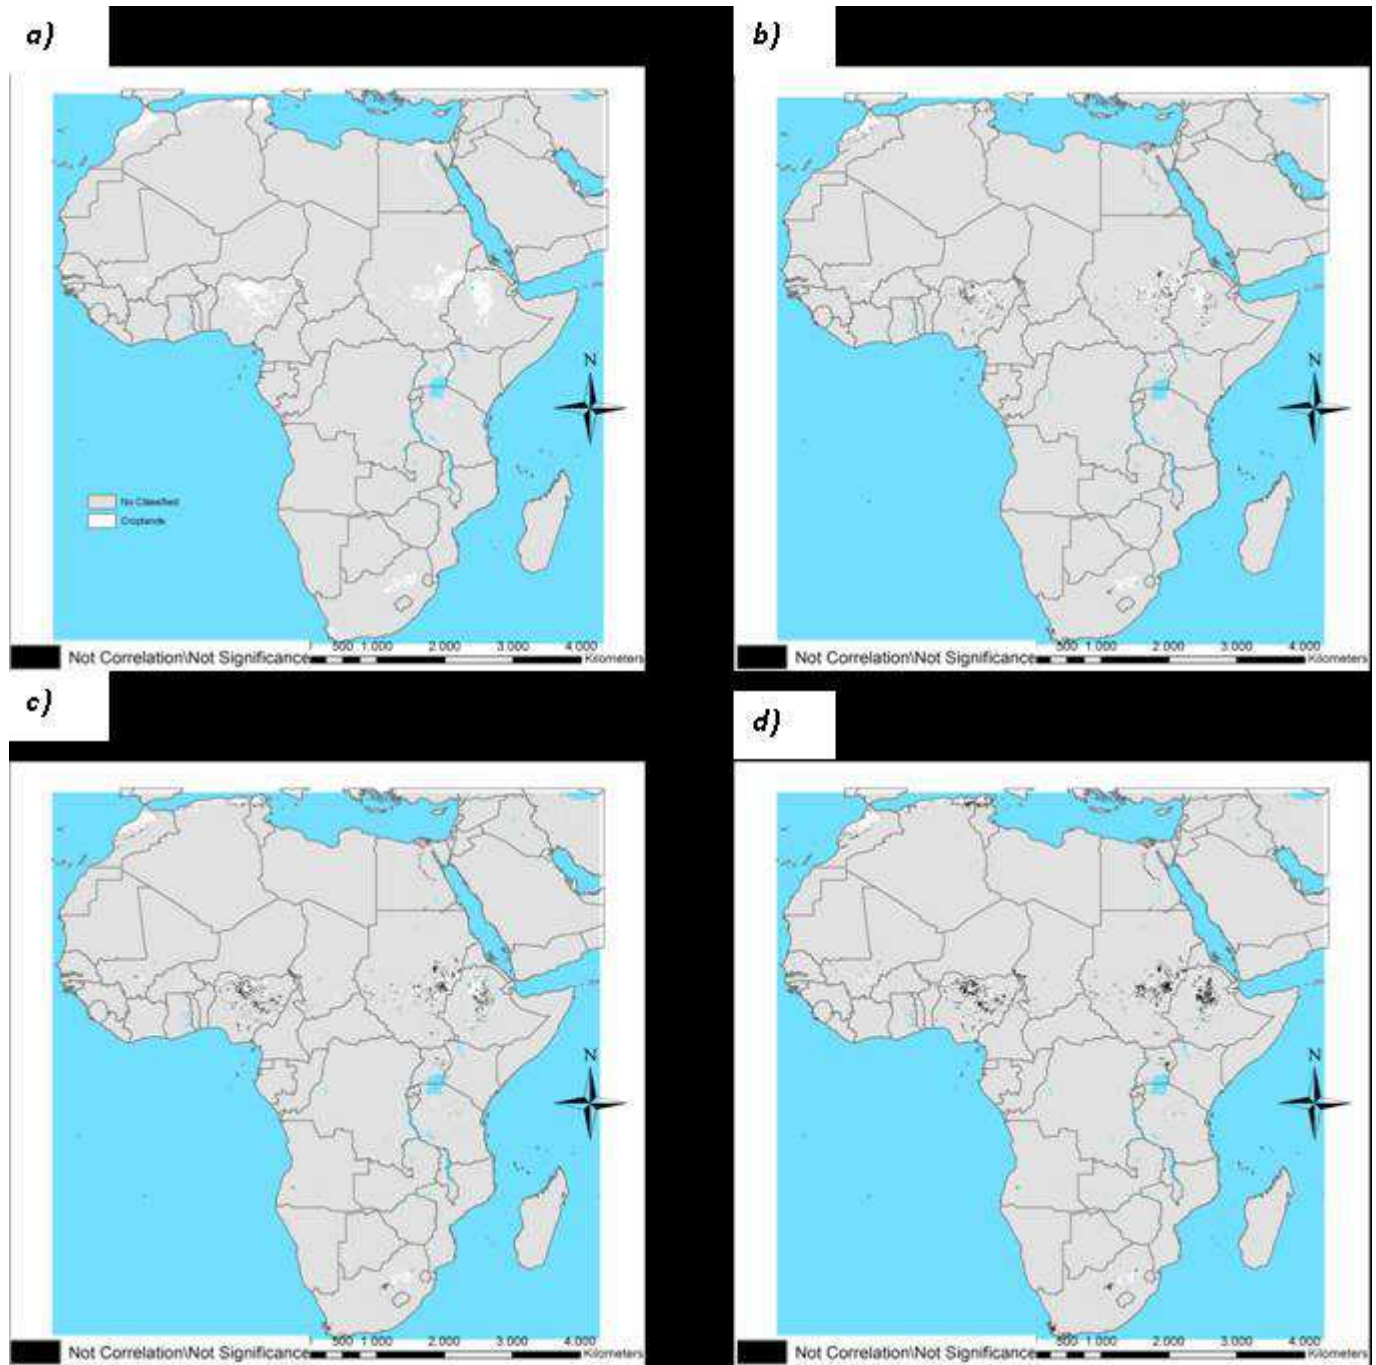 a)
b)
N
N
No Classified
Croplands
500 1.000 2.000 3.000 4.000
Not Correlation\Not Significance
Kilometers
500 1.000 2.000 3.000 4.000
Not Correlation\Not Significance
Kilometers
c)
d)
N
N
500 1.000 2.000 3.000 4.000
Not Correlation\Not Significance
Kilometers
500 1.000 2.000 3.000 4.000
Not Correlation\Not Significance
Kilometers